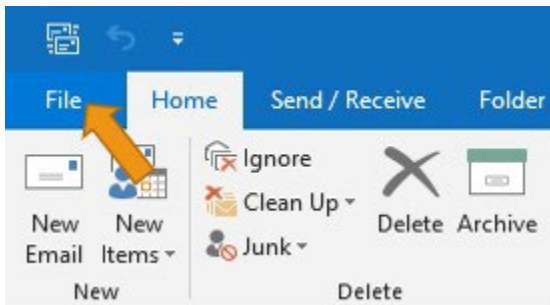 File Home Send / Receive Folder
Ignore
Clean Up
Junk
New
Email
New
Items
Delete Archive
New Delete